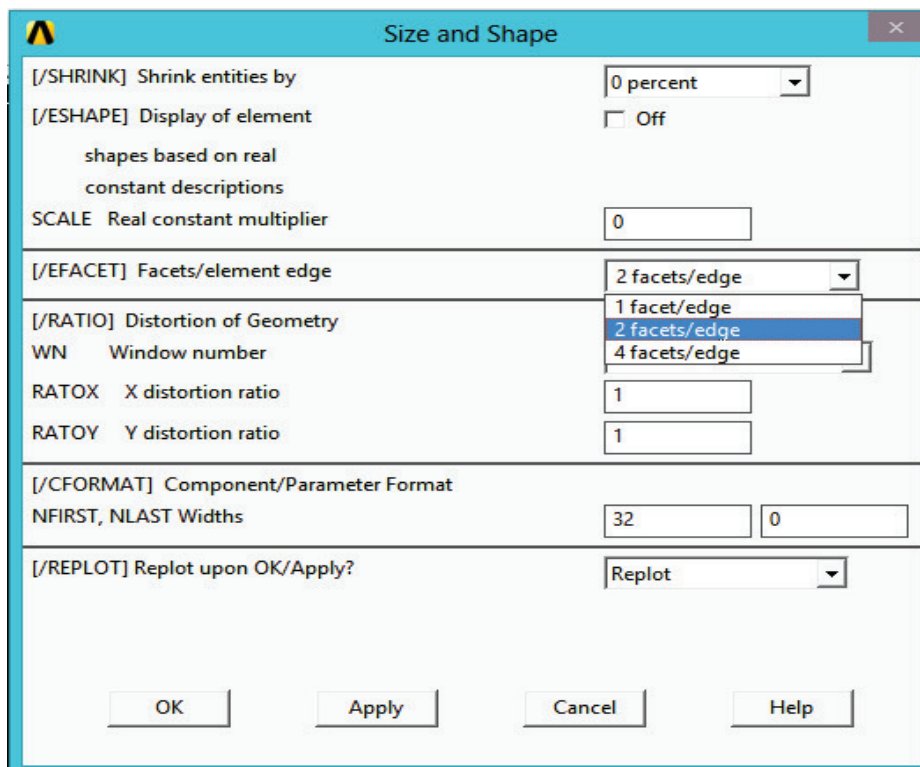 Size and Shape
[/SHRINK] Shrink entities by 0 percent
[/ESHAPE] Display of element Off
shapes based on real
constant descriptions
SCALE Real constant multiplier 0
[/EFACET] Facets/element edge 2 facets/edge
1 facet/edge
[/RATIO] Distortion of Geometry 2 facets/edge
WN Window number 4 facets/edge
RATOX X distortion ratio 1
RATOY Y distortion ratio 1
[/CFORMAT] Component/Parameter Format
NFIRST, NLAST Widths 32 0
[/REPLOT] Replot upon OK/Apply? Replot
OK Apply Cancel Help